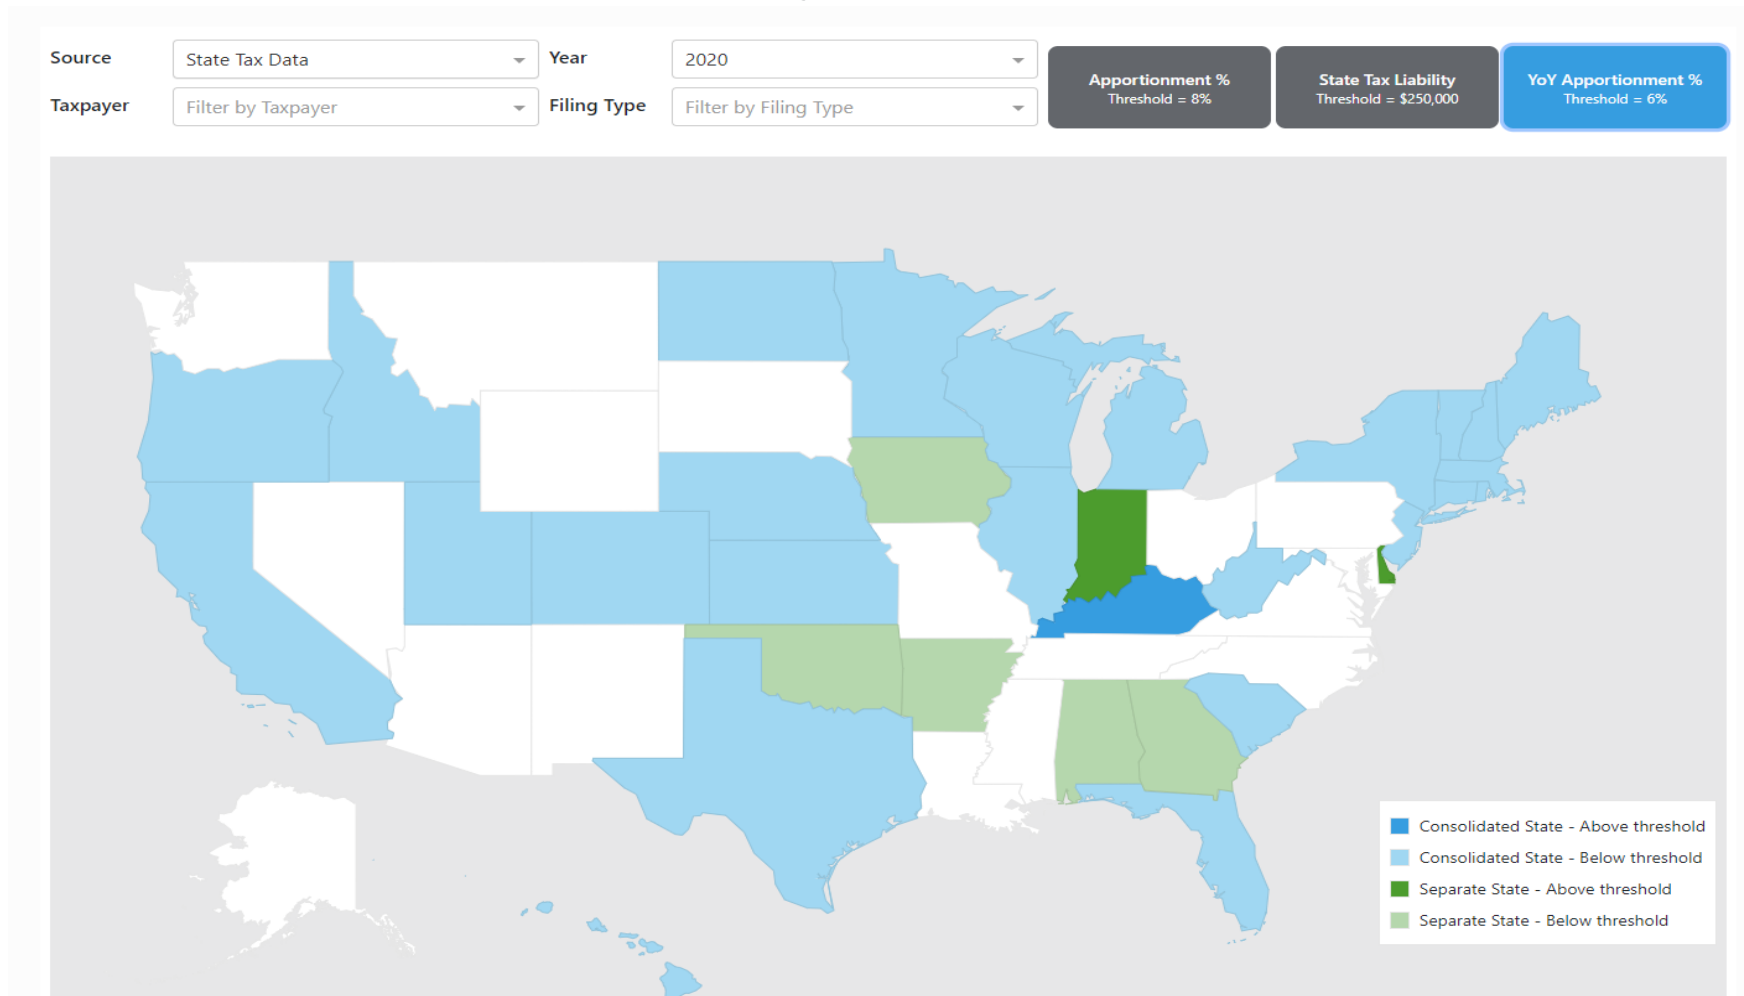 Source
State Tax Data
Year
2020
Taxpayer
Filter by Taxpayer
Filing Type
Filter by Filing Type
Apportionment %
Threshold = 8%
State Tax Liability
Threshold = $250,000
YoY Apportionment %
Threshold = 6%
Consolidated State - Above threshold
Consolidated State - Below threshold
Separate State - Above threshold
Separate State - Below threshold